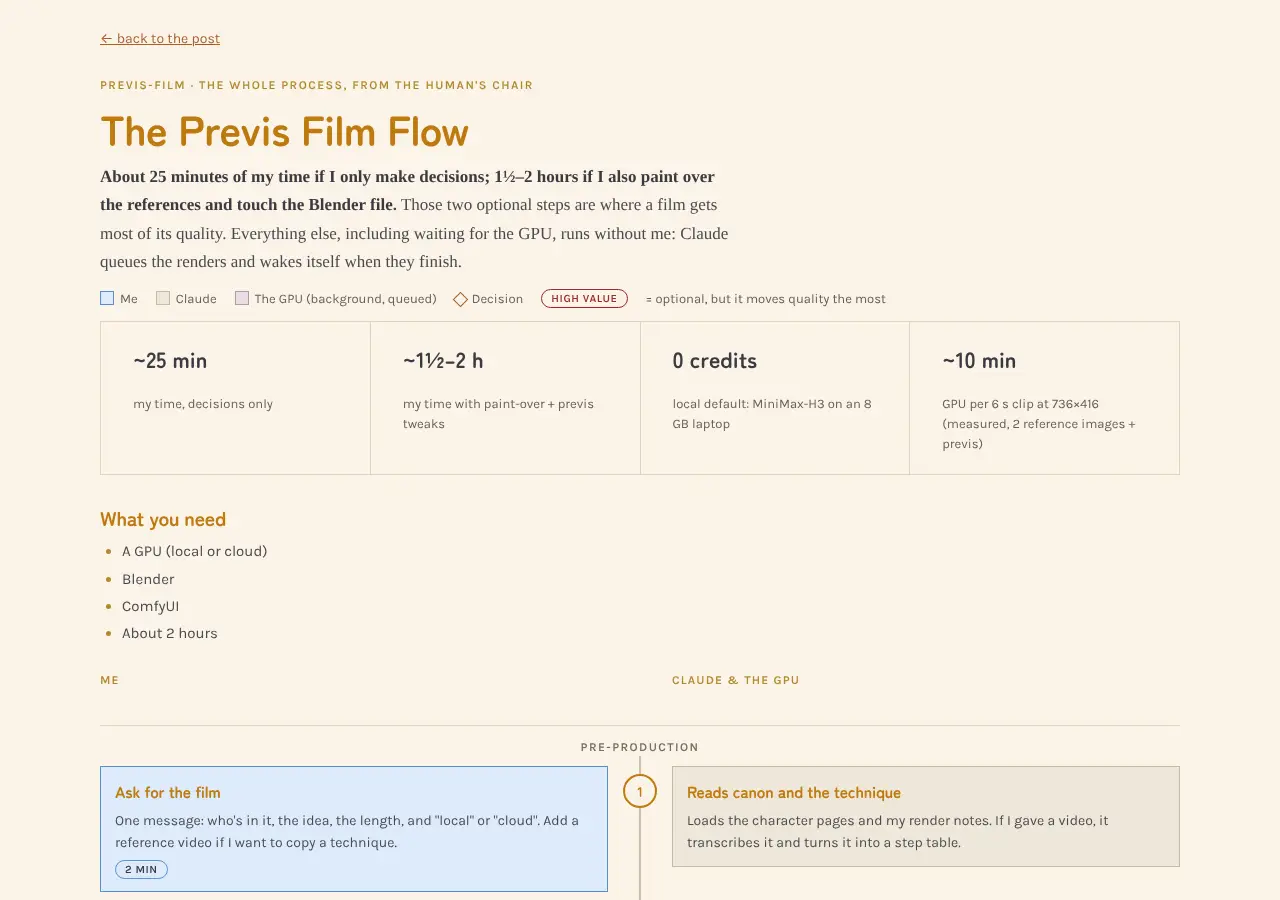 ← back to the post
PREVIS-FILM · THE WHOLE PROCESS, FROM THE HUMAN'S CHAIR
The Previs Film Flow
About 25 minutes of my time if I only make decisions; 1½–2 hours if I also paint over
the references and touch the Blender file. Those two optional steps are where a film gets
most of its quality. Everything else, including waiting for the GPU, runs without me: Claude
queues the renders and wakes itself when they finish.
Me Claude The GPU (background, queued) Decision HIGH VALUE = optional, but it moves quality the most
~25 min
my time, decisions only
~1½–2 h
my time with paint-over + previs
tweaks
0 credits
local default: MiniMax-H3 on an 8
GB laptop
~10 min
GPU per 6 s clip at 736×416
(measured, 2 reference images +
previs)
What you need
• A GPU (local or cloud)
• Blender
• ComfyUI
• About 2 hours
ME
CLAUDE & THE GPU
PRE-PRODUCTION
Ask for the film
One message: who's in it, the idea, the length, and "local" or "cloud". Add a
reference video if I want to copy a technique.
2 MIN
1
Reads canon and the technique
Loads the character pages and my render notes. If I gave a video, it
transcribes it and turns it into a step table.